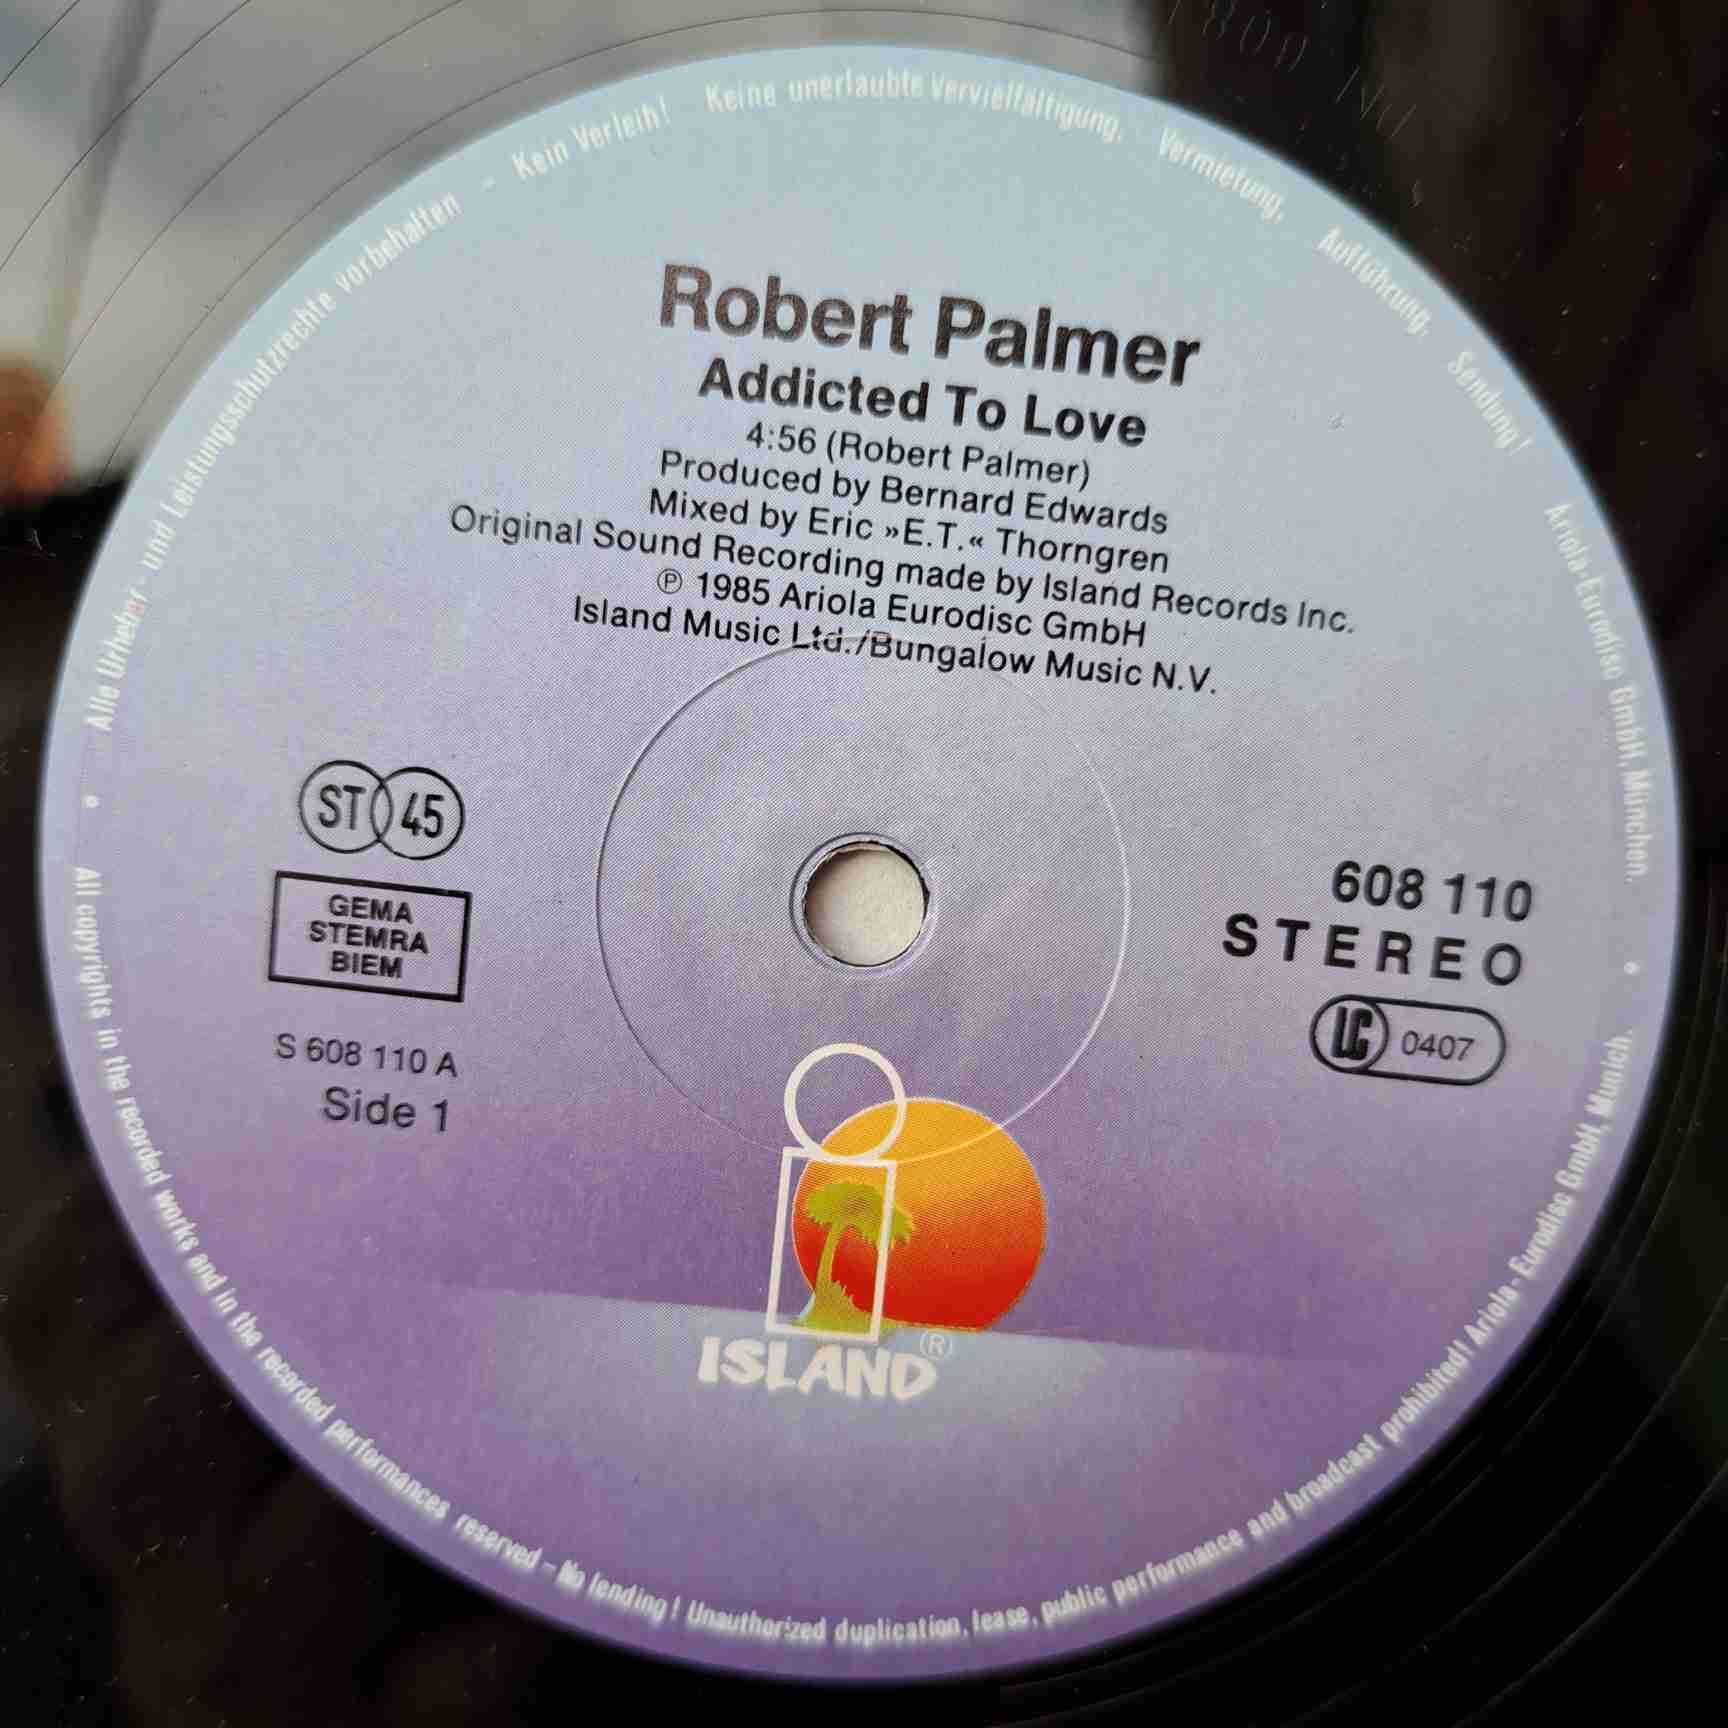 Robert Palmer
Addicted To Love
4:56 (Robert Palmer)
Produced by Bernard Edwards
Mixed by Eric »E.T.« Thorngren
Original Sound Recording made by Island Records Inc.
℗ 1985 Ariola Eurodisc GmbH
Island Music Ltd./Bungalow Music N.V.
ST 45
GEMA
STEMRA
BIEM
S 608 110 A
Side 1
608 110
STEREO
LC 0407
ISLAND®
Alle Urheber- und Leistungsschutzrechte vorbehalten - Kein Verleih! Keine unerlaubte Vervielfältigung, Vermietung, Aufführung, Sendung! Ariola-Eurodisc GmbH, München.
• All copyrights in the recorded works and in the recorded performances reserved – No lending! Unauthorized duplication, lease, public performance and broadcast prohibited! Ariola-Eurodisc GmbH, Munich. •